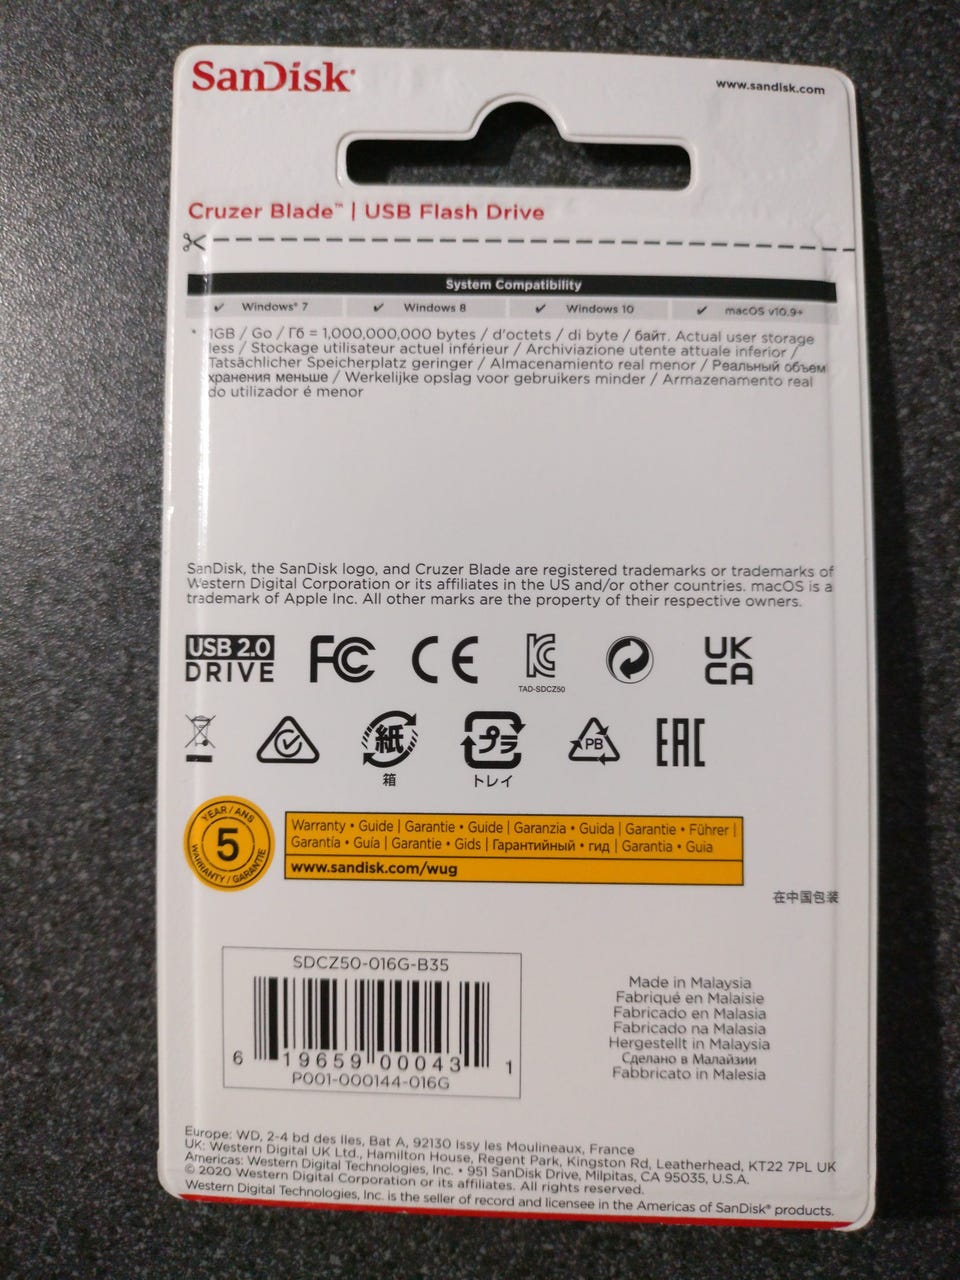 SanDisk®
www.sandisk.com
Cruzer Blade™ | USB Flash Drive
System Compatibility
✓ Windows® 7 ✓ Windows 8 ✓ Windows 10 ✓ macOS v10.9+
* 1GB / Go / Гб = 1,000,000,000 bytes / d'octets / di byte / байт. Actual user storage
less / Stockage utilisateur actuel inférieur / Archiviazione utente attuale inferior /
Tatsächlicher Speicherplatz geringer / Almacenamiento real menor / Реальный объем
хранения меньше / Werkelijke opslag voor gebruikers minder / Armazenamento real
do utilizador é menor
SanDisk, the SanDisk logo, and Cruzer Blade are registered trademarks or trademarks of
Western Digital Corporation or its affiliates in the US and/or other countries. macOS is a
trademark of Apple Inc. All other marks are the property of their respective owners.
USB 2.0
DRIVE
FC
CE
KC
TAD-SDCZ50
UK
CA
紙
箱
プラ
トレイ
PB
EAC
YEAR / ANS
5
WARRANTY / GARANTIE
Warranty • Guide | Garantie • Guide | Garanzia • Guida | Garantie • Führer |
Garantía • Guía | Garantie • Gids | Гарантийный • гид | Garantia • Guia
www.sandisk.com/wug
在中国包装
SDCZ50-016G-B35
6 19659 00043 1
P001-000144-016G
Made in Malaysia
Fabriqué en Malaisie
Fabricado en Malasia
Fabricado na Malasia
Hergestellt in Malaysia
Сделано в Малайзии
Fabbricato in Malesia
Europe: WD, 2-4 bd des Iles, Bat A, 92130 Issy les Moulineaux, France
UK: Western Digital UK Ltd., Hamilton House, Regent Park, Kingston Rd, Leatherhead, KT22 7PL UK
Americas: Western Digital Technologies, Inc. • 951 SanDisk Drive, Milpitas, CA 95035, U.S.A.
© 2020 Western Digital Corporation or its affiliates. All rights reserved.
Western Digital Technologies, Inc. is the seller of record and licensee in the Americas of SanDisk® products.